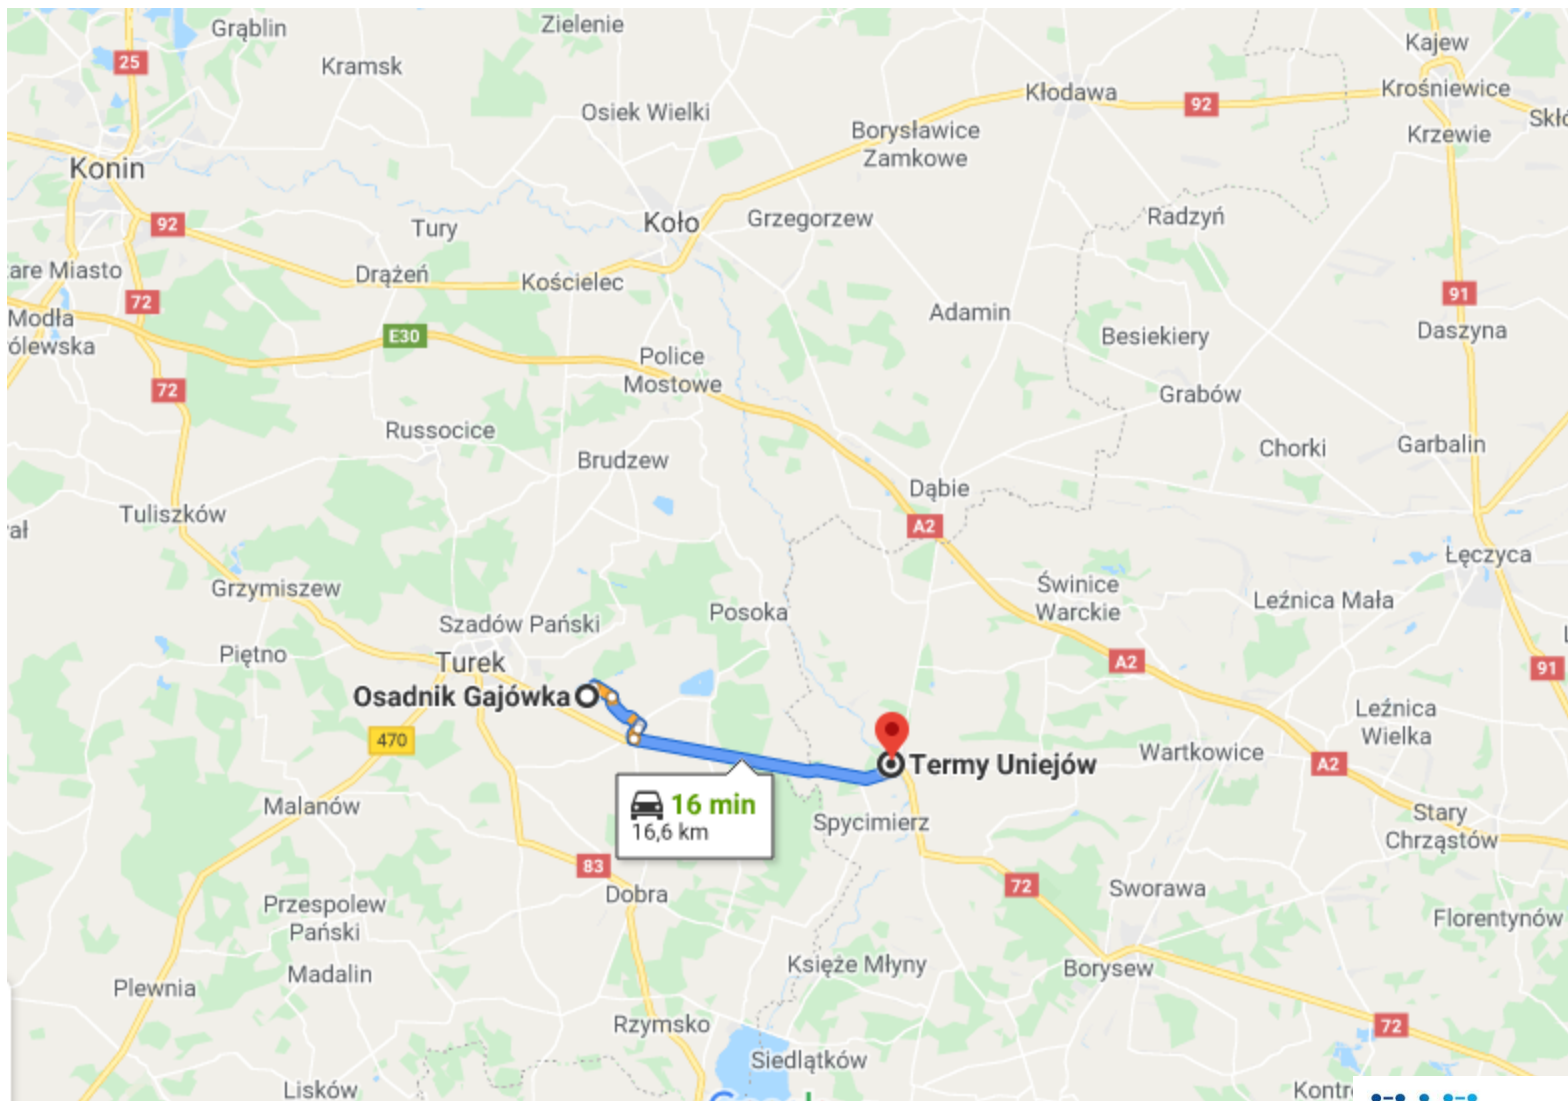 Grąblin
Zielenie
Kajew
25
Kramsk
Krośniewice
Kłodawa
92
Osiek Wielki
Skło
Borysławice
Zamkowe
Krzewie
Konin
92
Koło
Grzegorzew
Radzyń
Tury
are Miasto
Drążeń
Kościelec
72
91
Modła
rólewska
Adamin
E30
Besiekiery
Daszyna
Police
Mostowe
72
Grabów
Russocice
Chorki
Garbalin
Brudzew
Dąbie
Tuliszków
A2
ał
Łęczyca
Grzymiszew
Świnice
Warckie
Leźnica Mała
Posoka
Szadów Pański
Piętno
Turek
A2
91
Osadnik Gajówka
Leźnica
Wielka
470
Wartkowice
Termy Uniejów
A2
16 min
16,6 km
Malanów
Spycimierz
Stary
Chrząstów
83
Dobra
72
Sworawa
Przespolew
Pański
Florentynów
Madalin
Księże Młyny
Borysew
Plewnia
Rzymsko
72
Siedlątków
Lisków
Kontr